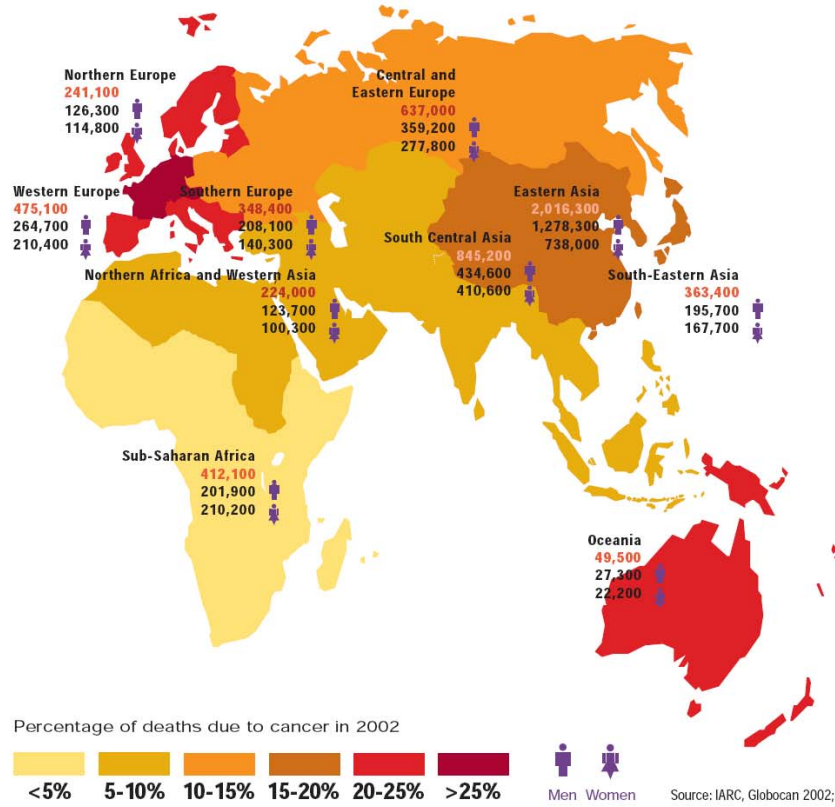 Northern Europe
241,100
126,300
114,800
Central and
Eastern Europe
637,000
359,200
277,800
Western Europe
475,100
264,700
210,400
Southern Europe
348,400
208,100
140,300
Eastern Asia
2,016,300
1,278,300
738,000
South Central Asia
845,200
434,600
410,600
South-Eastern Asia
363,400
195,700
167,700
Northern Africa and Western Asia
224,000
123,700
100,300
Sub-Saharan Africa
412,100
201,900
210,200
Oceania
49,500
27,300
22,200
Percentage of deaths due to cancer in 2002
<5% 5-10% 10-15% 15-20% 20-25% >25%
Men Women
Source: IARC, Globocan 2002;